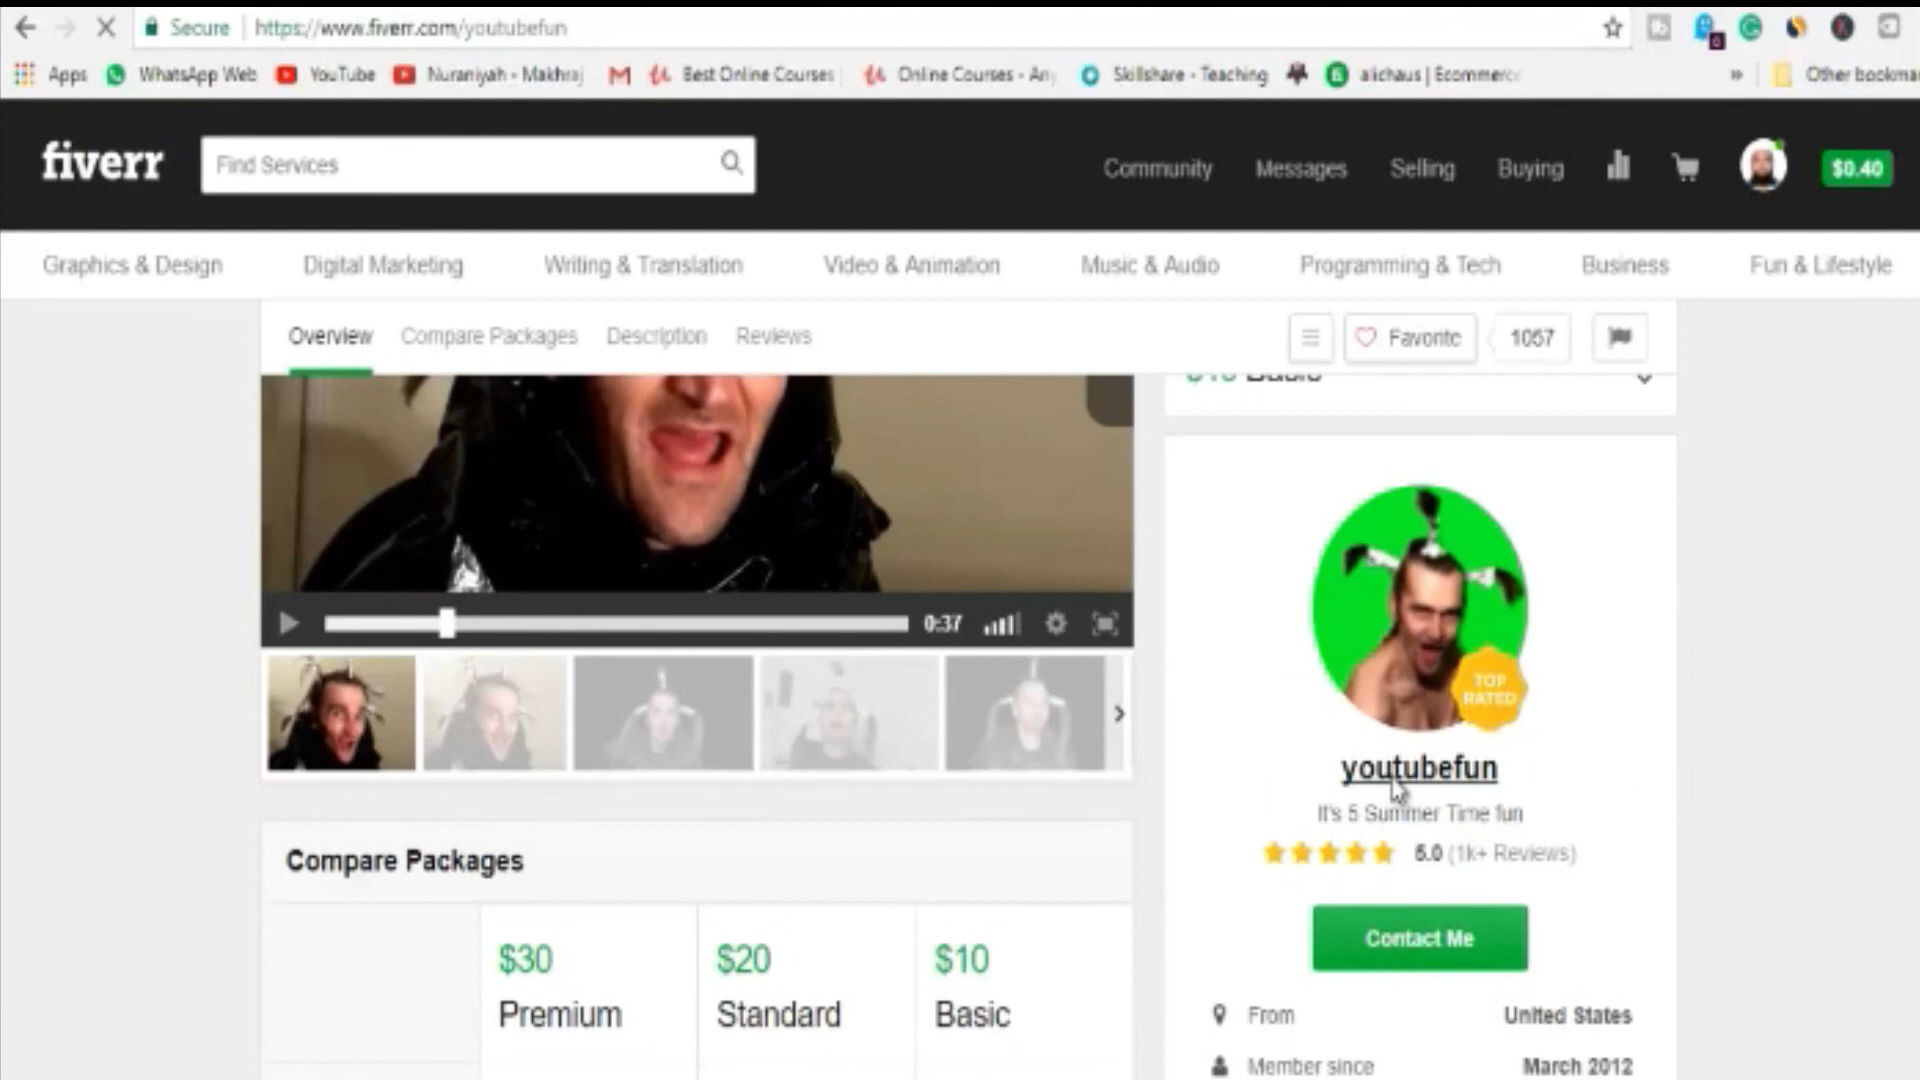 Secure https://www.fiverr.com/youtubefun
Apps WhatsApp Web YouTube Nuraniyah - Makhraj Best Online Courses Online Courses - Any Skillshare - Teaching alichaus | Ecommerce » Other bookma
fiverr Find Services Community Messages Selling Buying $0.40
Graphics & Design Digital Marketing Writing & Translation Video & Animation Music & Audio Programming & Tech Business Fun & Lifestyle
Overview Compare Packages Description Reviews Favorite 1057
Basic
0:37
TOP
RATED
youtubefun
It's 5 Summer Time fun
5.0 (1k+ Reviews)
Contact Me
From United States
Member since March 2012
Compare Packages
$30 $20 $10
Premium Standard Basic